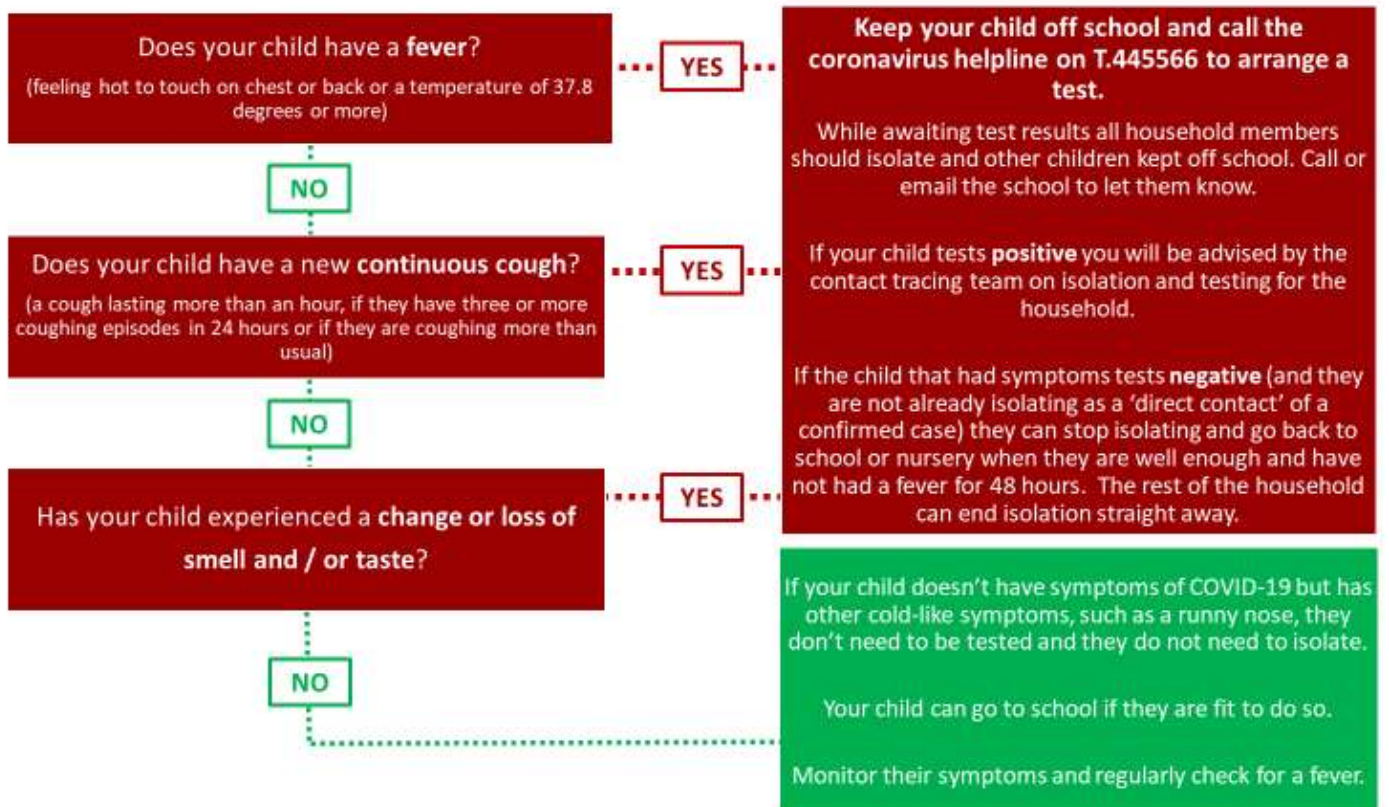 Does your child have a fever?
(feeling hot to touch on chest or back or a temperature of 37.8
degrees or more)
YES
NO
Does your child have a new continuous cough?
(a cough lasting more than an hour, if they have three or more
coughing episodes in 24 hours or if they are coughing more than
usual)
YES
NO
Has your child experienced a change or loss of
smell and / or taste?
YES
NO
Keep your child off school and call the
coronavirus helpline on T.445566 to arrange a
test.
While awaiting test results all household members
should isolate and other children kept off school. Call or
email the school to let them know.
If your child tests positive you will be advised by the
contact tracing team on isolation and testing for the
household.
If the child that had symptoms tests negative (and they
are not already isolating as a ‘direct contact’ of a
confirmed case) they can stop isolating and go back to
school or nursery when they are well enough and have
not had a fever for 48 hours. The rest of the household
can end isolation straight away.
If your child doesn’t have symptoms of COVID-19 but has
other cold-like symptoms, such as a runny nose, they
don’t need to be tested and they do not need to isolate.
Your child can go to school if they are fit to do so.
Monitor their symptoms and regularly check for a fever.